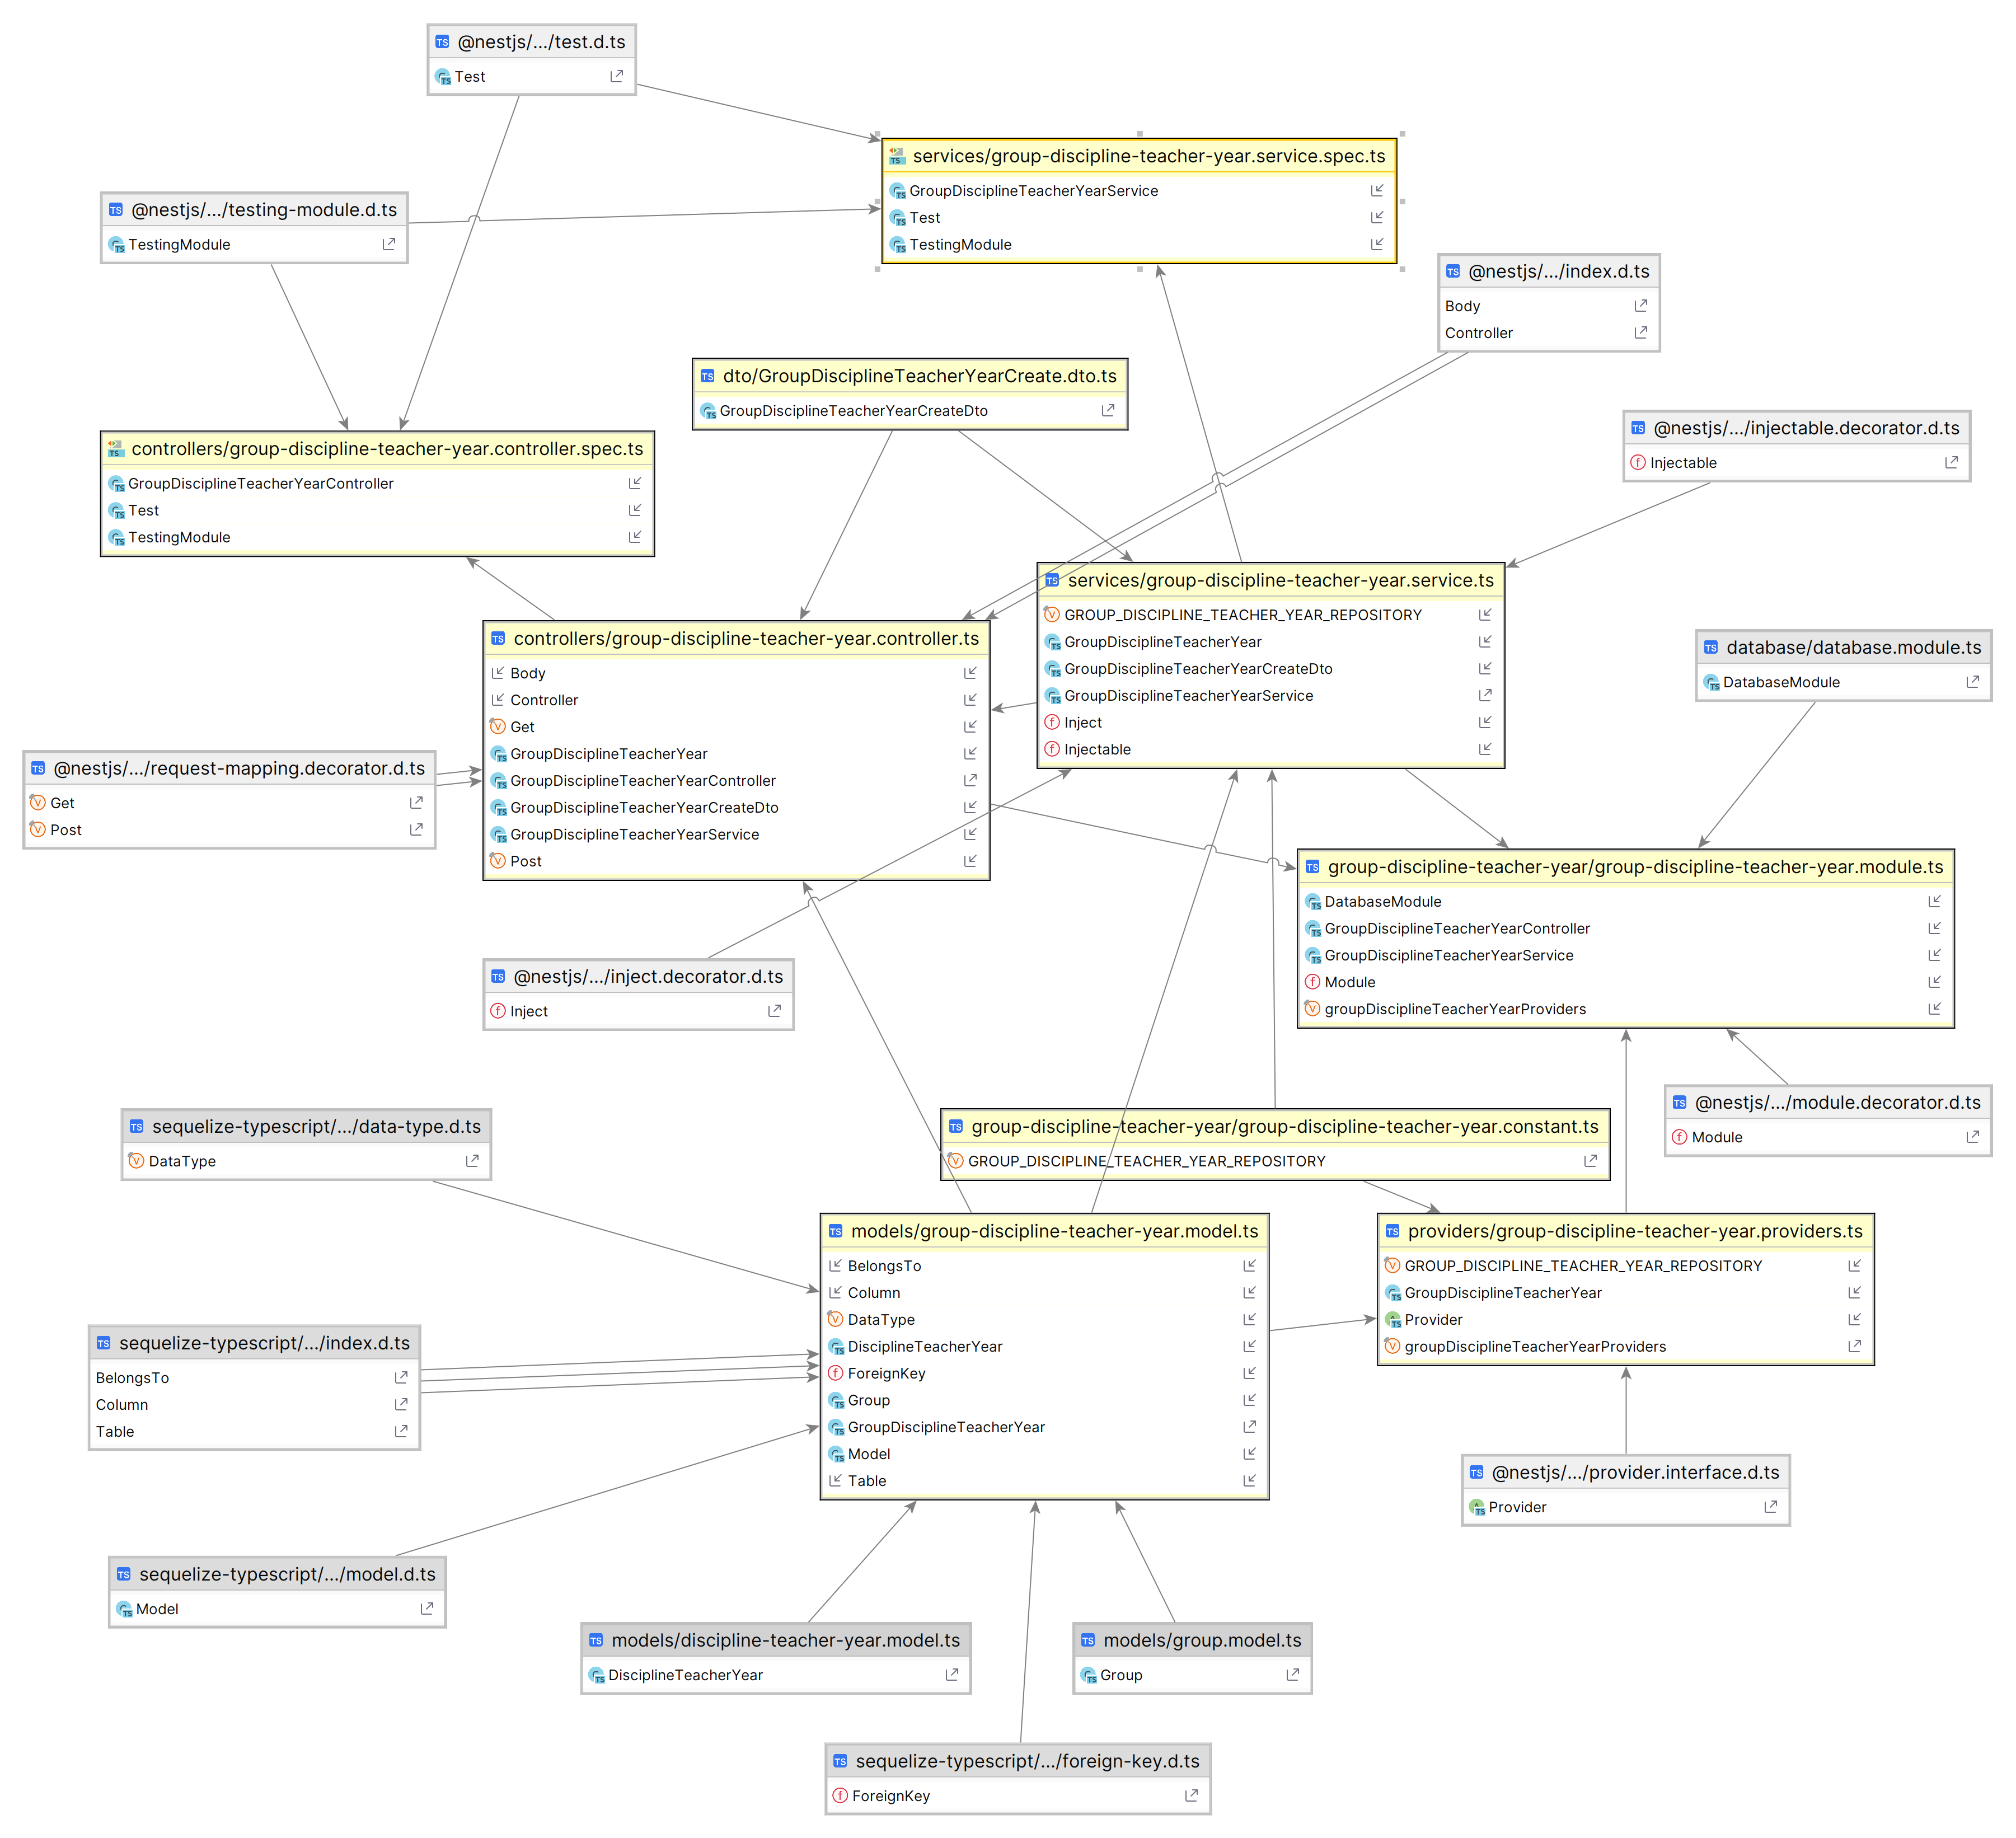 @nestjs/.../test.d.ts
Test
services/group-discipline-teacher-year.service.spec.ts
GroupDisciplineTeacherYearService
Test
TestingModule
@nestjs/.../testing-module.d.ts
TestingModule
@nestjs/.../index.d.ts
Body
Controller
dto/GroupDisciplineTeacherYearCreate.dto.ts
GroupDisciplineTeacherYearCreateDto
@nestjs/.../injectable.decorator.d.ts
Injectable
controllers/group-discipline-teacher-year.controller.spec.ts
GroupDisciplineTeacherYearController
Test
TestingModule
services/group-discipline-teacher-year.service.ts
GROUP_DISCIPLINE_TEACHER_YEAR_REPOSITORY
GroupDisciplineTeacherYear
GroupDisciplineTeacherYearCreateDto
GroupDisciplineTeacherYearService
Inject
Injectable
controllers/group-discipline-teacher-year.controller.ts
Body
Controller
Get
GroupDisciplineTeacherYear
GroupDisciplineTeacherYearController
GroupDisciplineTeacherYearCreateDto
GroupDisciplineTeacherYearService
Post
database/database.module.ts
DatabaseModule
@nestjs/.../request-mapping.decorator.d.ts
Get
Post
group-discipline-teacher-year/group-discipline-teacher-year.module.ts
DatabaseModule
GroupDisciplineTeacherYearController
GroupDisciplineTeacherYearService
Module
groupDisciplineTeacherYearProviders
@nestjs/.../inject.decorator.d.ts
Inject
@nestjs/.../module.decorator.d.ts
Module
sequelize-typescript/.../data-type.d.ts
DataType
group-discipline-teacher-year/group-discipline-teacher-year.constant.ts
GROUP_DISCIPLINE_TEACHER_YEAR_REPOSITORY
models/group-discipline-teacher-year.model.ts
BelongsTo
Column
DataType
DisciplineTeacherYear
ForeignKey
Group
GroupDisciplineTeacherYear
Model
Table
providers/group-discipline-teacher-year.providers.ts
GROUP_DISCIPLINE_TEACHER_YEAR_REPOSITORY
GroupDisciplineTeacherYear
Provider
groupDisciplineTeacherYearProviders
sequelize-typescript/.../index.d.ts
BelongsTo
Column
Table
@nestjs/.../provider.interface.d.ts
Provider
sequelize-typescript/.../model.d.ts
Model
models/discipline-teacher-year.model.ts
DisciplineTeacherYear
models/group.model.ts
Group
sequelize-typescript/.../foreign-key.d.ts
ForeignKey